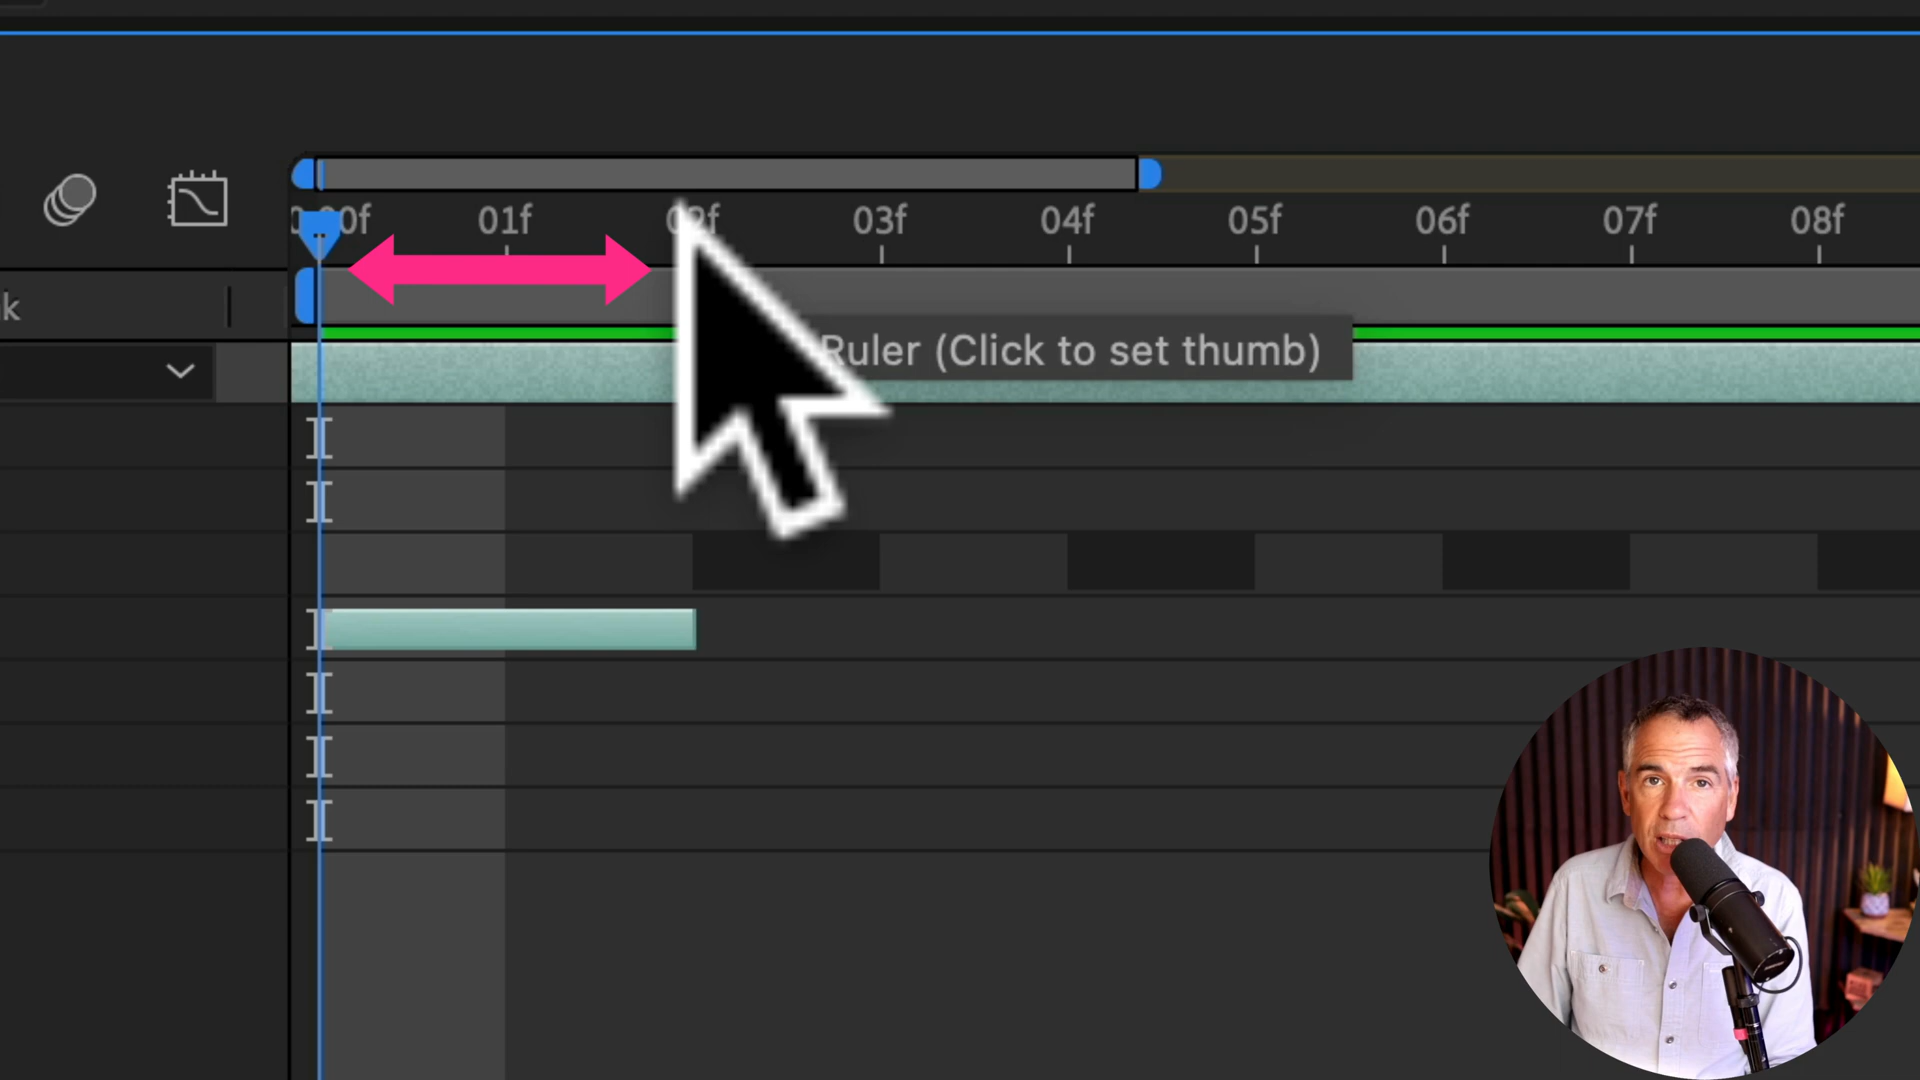 01f
03f
04f
05f
06f
07f
08f
k
Ruler (Click to set thumb)